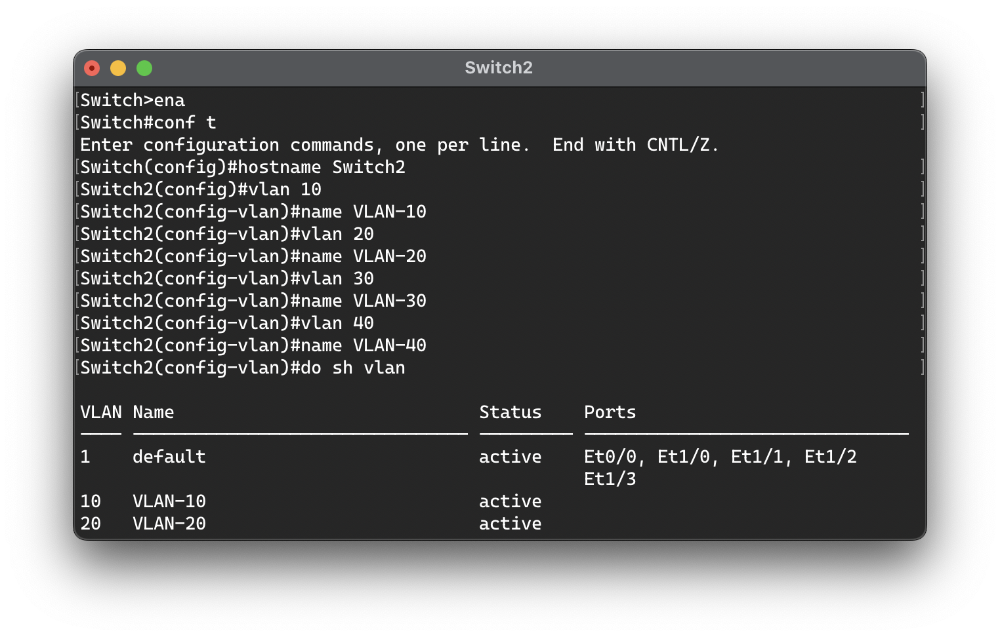 Switch2
[Switch>ena ]
[Switch#conf t ]
Enter configuration commands, one per line.  End with CNTL/Z.
[Switch(config)#hostname Switch2 ]
[Switch2(config)#vlan 10 ]
[Switch2(config-vlan)#name VLAN-10 ]
[Switch2(config-vlan)#vlan 20 ]
[Switch2(config-vlan)#name VLAN-20 ]
[Switch2(config-vlan)#vlan 30 ]
[Switch2(config-vlan)#name VLAN-30 ]
[Switch2(config-vlan)#vlan 40 ]
[Switch2(config-vlan)#name VLAN-40 ]
[Switch2(config-vlan)#do sh vlan ]
VLAN Name                             Status    Ports
---- -------------------------------- --------- -------------------------------
1    default                          active    Et0/0, Et1/0, Et1/1, Et1/2
                                                Et1/3
10   VLAN-10                          active
20   VLAN-20                          active